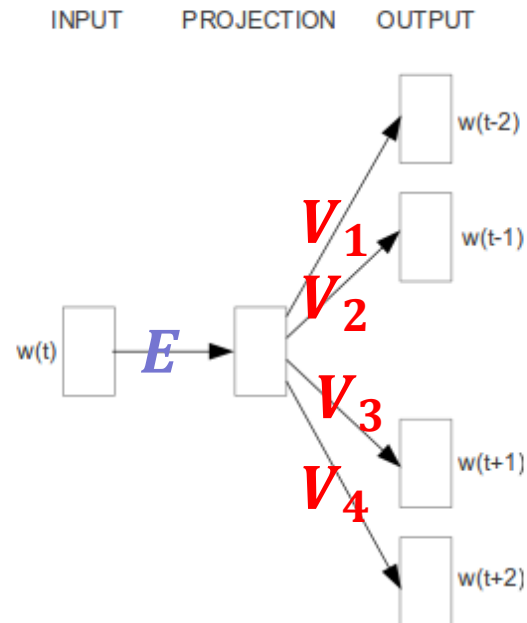 INPUT PROJECTION OUTPUT
w(t-2)
V1
w(t-1)
V2
w(t) E
V3
w(t+1)
V4
w(t+2)